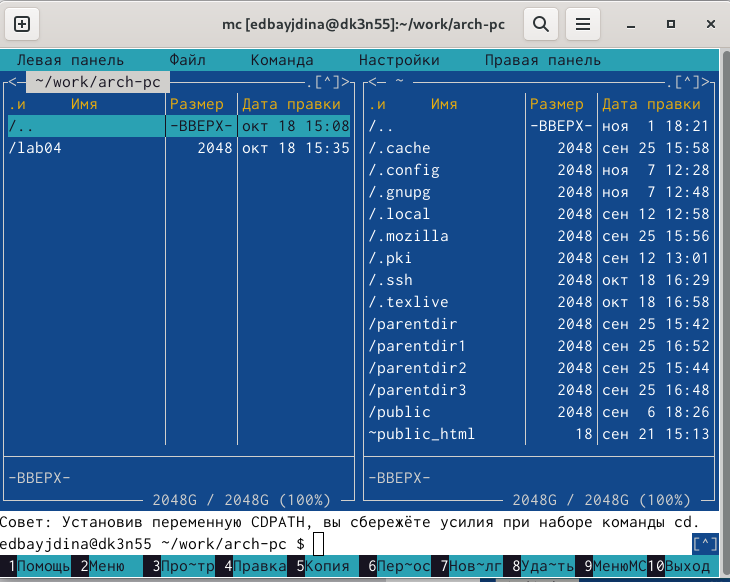 mc [edbayjdina@dk3n55]:~/work/arch-pc
Левая панель Файл Команда Настройки Правая панель
<— ~/work/arch-pc .[^]> <— ~ .[^]>
.и Имя Размер Дата правки .и Имя Размер Дата правки
/.. -ВВЕРХ- окт 18 15:08 /.. -ВВЕРХ- ноя 1 18:21
/lab04 2048 окт 18 15:35 /.cache 2048 сен 25 15:58
/.config 2048 ноя 7 12:28
/.gnupg 2048 ноя 7 12:48
/.local 2048 сен 12 12:58
/.mozilla 2048 сен 25 15:56
/.pki 2048 сен 12 13:01
/.ssh 2048 окт 18 16:29
/.texlive 2048 окт 18 16:58
/parentdir 2048 сен 25 15:42
/parentdir1 2048 сен 25 16:52
/parentdir2 2048 сен 25 15:44
/parentdir3 2048 сен 25 16:48
/public 2048 сен 6 18:26
~public_html 18 сен 21 15:13
-ВВЕРХ- -ВВЕРХ-
2048G / 2048G (100%) 2048G / 2048G (100%)
Совет: Установив переменную CDPATH, вы сбережёте усилия при наборе команды cd.
edbayjdina@dk3n55 ~/work/arch-pc $ [^]
1Помощь 2Меню 3Про~тр 4Правка 5Копия 6Пер~ос 7Нов~лг 8Уда~ть 9МенюMC 10Выход